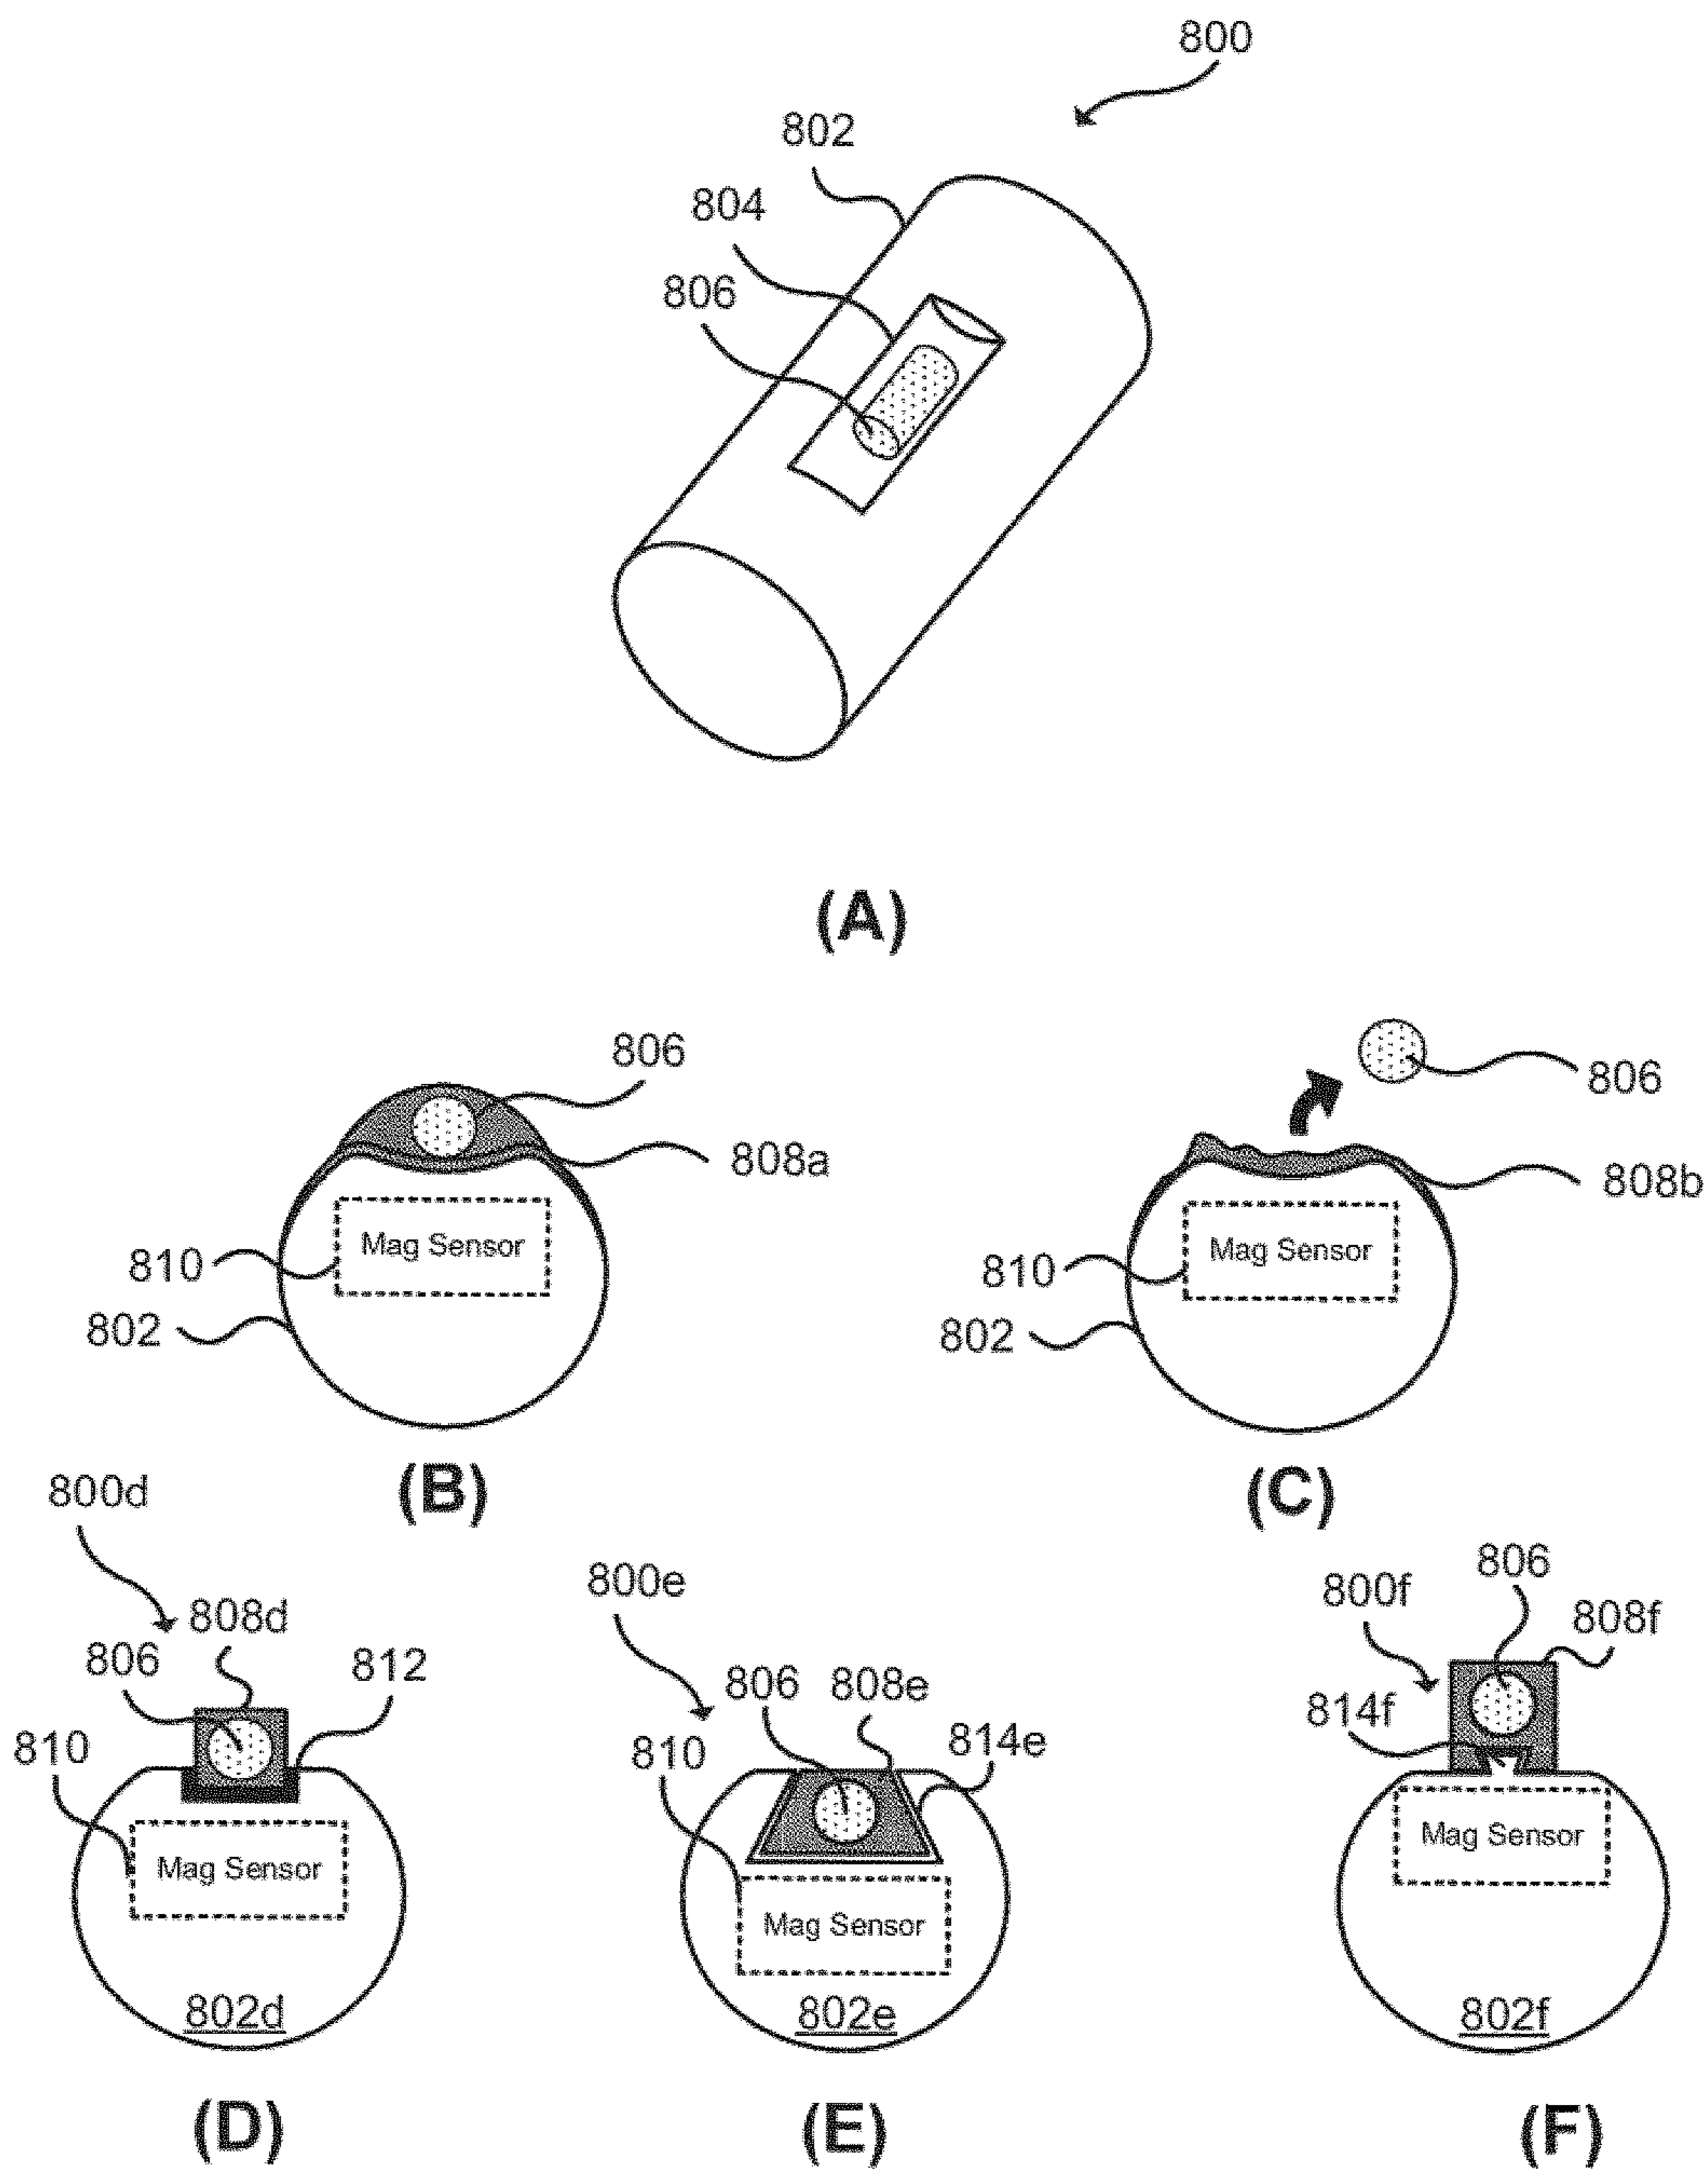 800
802
804
806
(A)
806
808a
810
Mag Sensor
802
(B)
806
808b
810
Mag Sensor
802
(C)
800d
808d
806
812
810
Mag Sensor
802d
(D)
800e
806
808e
810
814e
Mag Sensor
802e
(E)
806
800f
808f
814f
Mag Sensor
802f
(F)